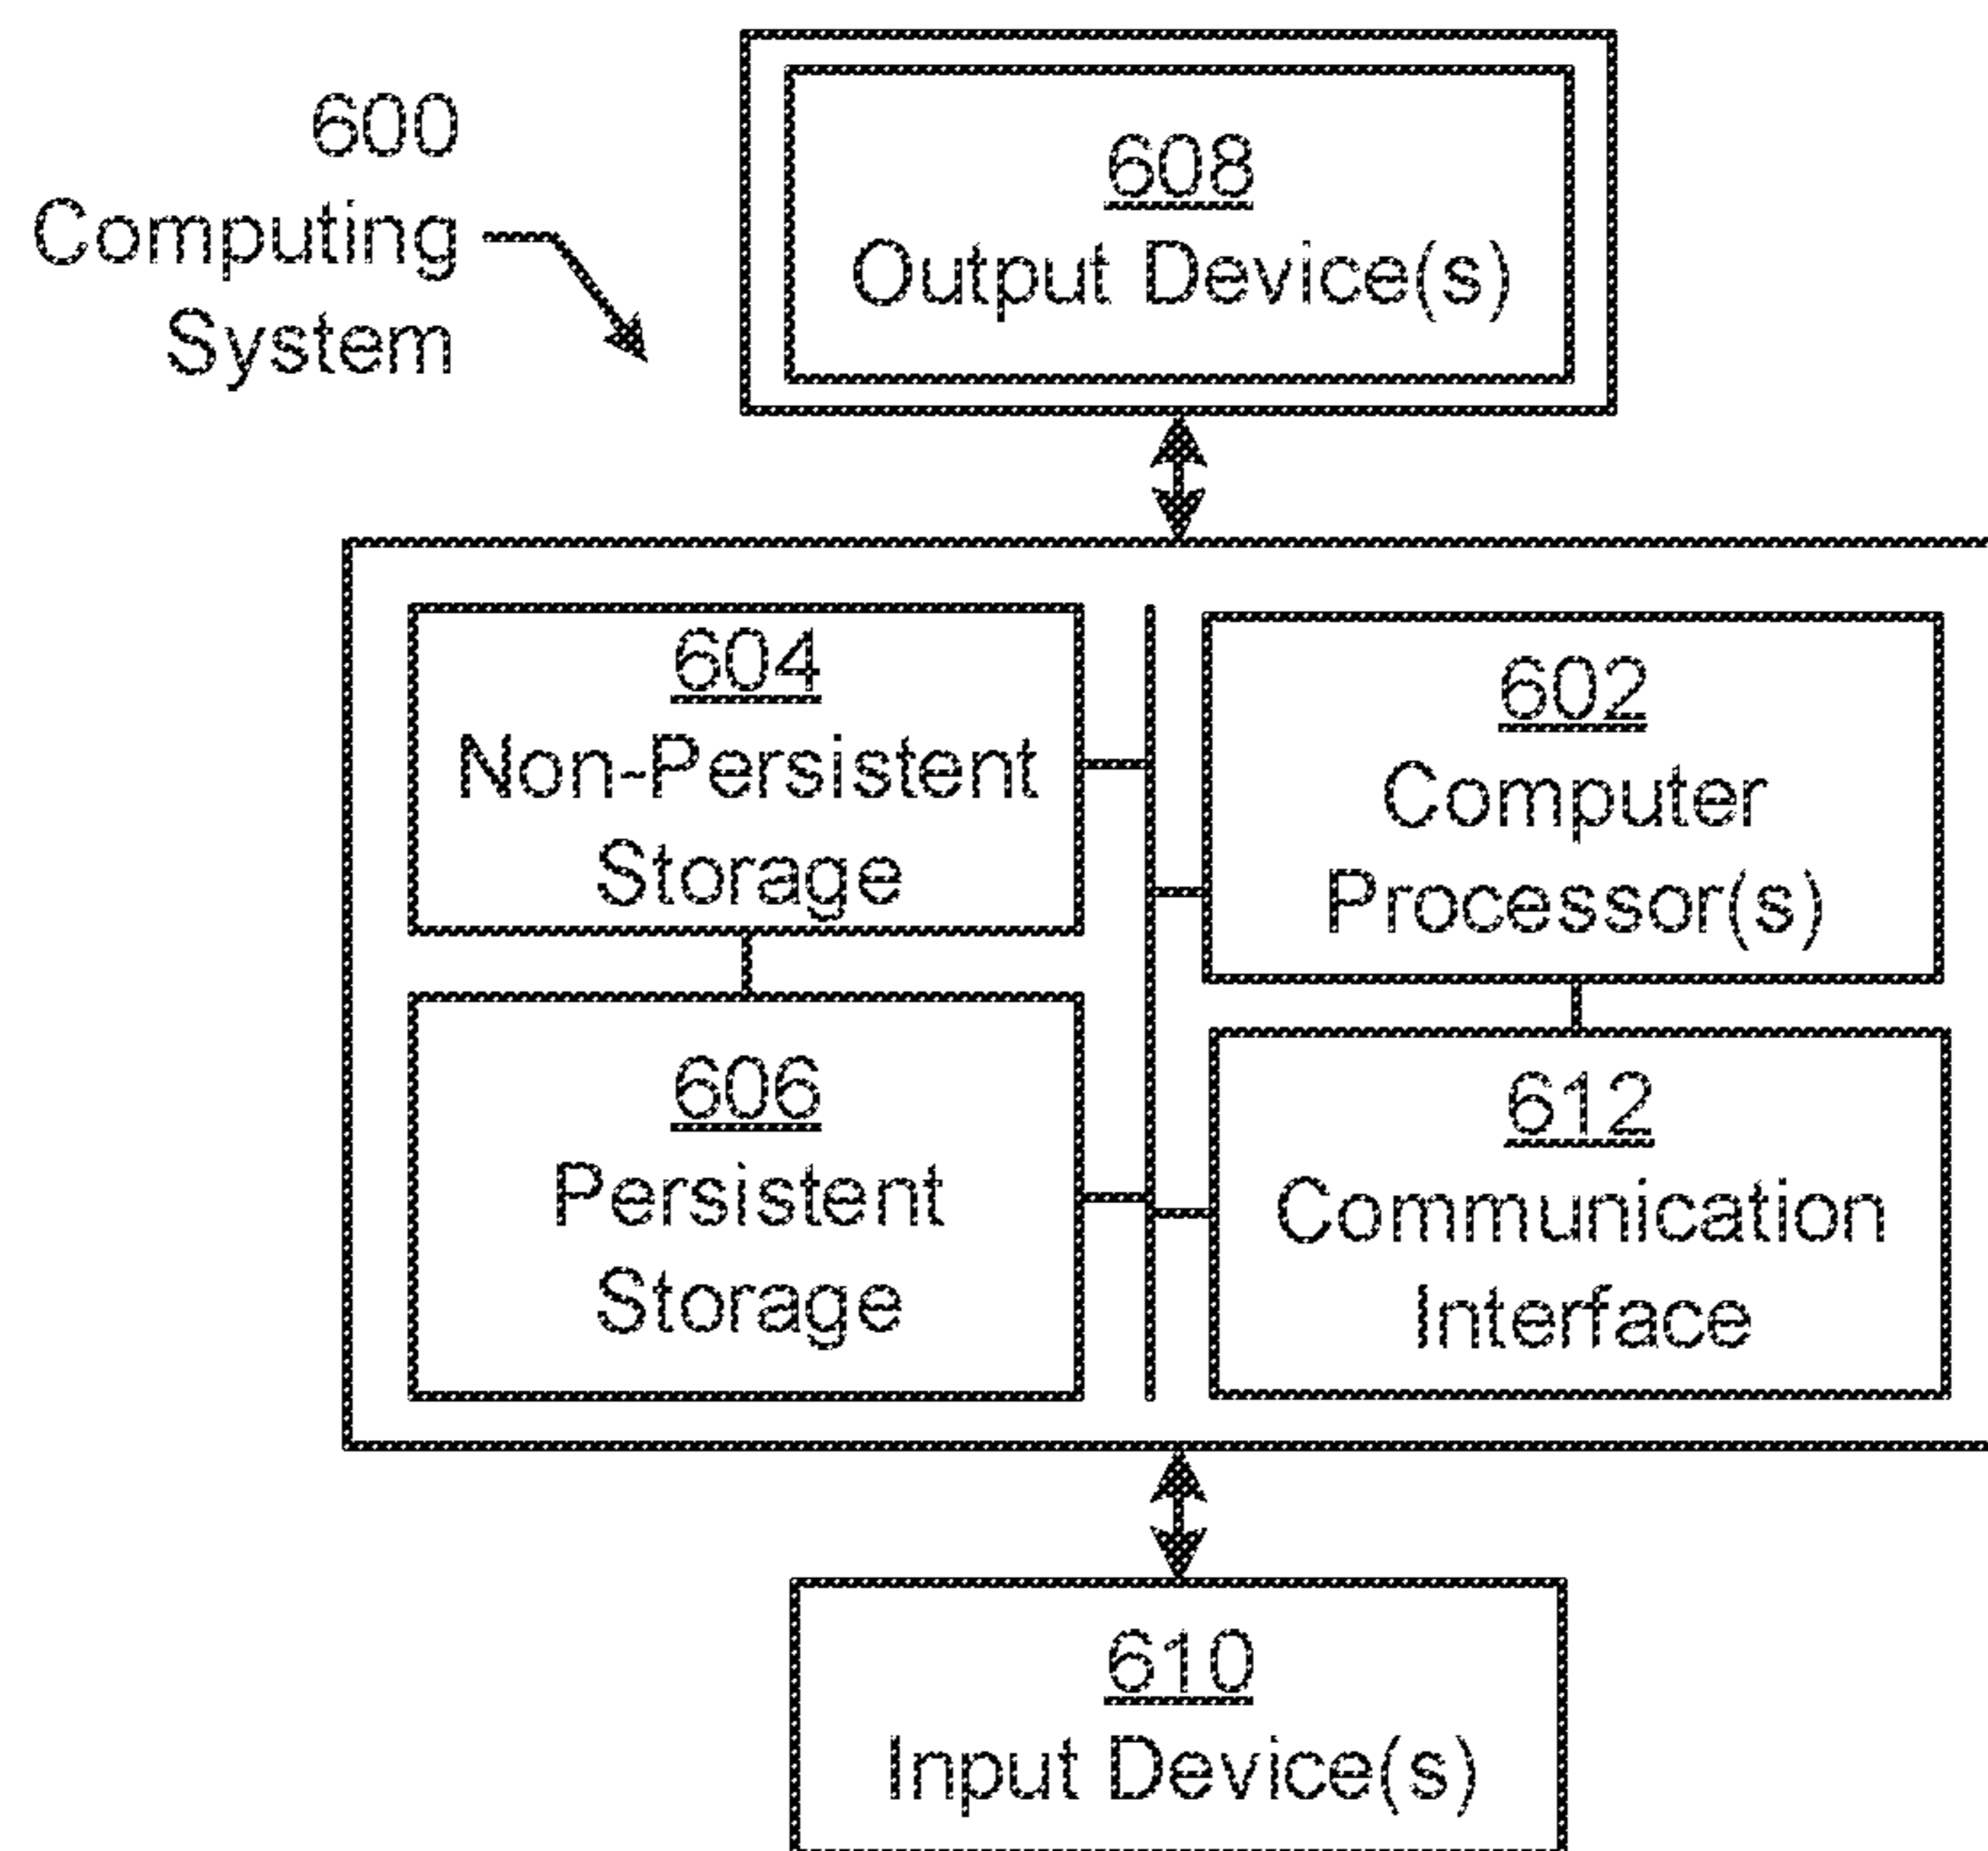 600
Computing
System
608
Output Device(s)
604
Non-Persistent
Storage
602
Computer
Processor(s)
606
Persistent
Storage
612
Communication
Interface
610
Input Device(s)